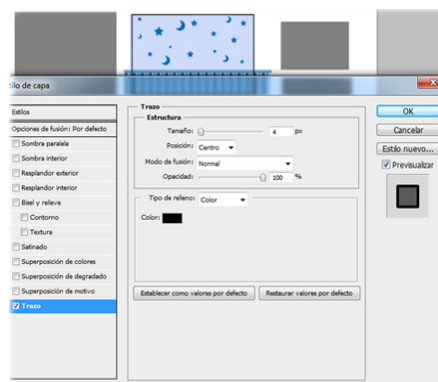 tilo de capa
Estilos
Opciones de fusión: Por defecto
Sombra paralela
Sombra interior
Resplandor exterior
Resplandor interior
Bisel y relieve
Contorno
Textura
Satinado
Superposición de colores
Superposición de degradado
Superposición de motivo
Trazo
Trazo
Estructura
Tamaño: 4 px
Posición: Centro
Modo de fusión: Normal
Opacidad: 100 %
Tipo de relleno: Color
Color:
Establecer como valores por defecto
Restaurar valores por defecto
OK
Cancelar
Estilo nuevo...
Previsualizar